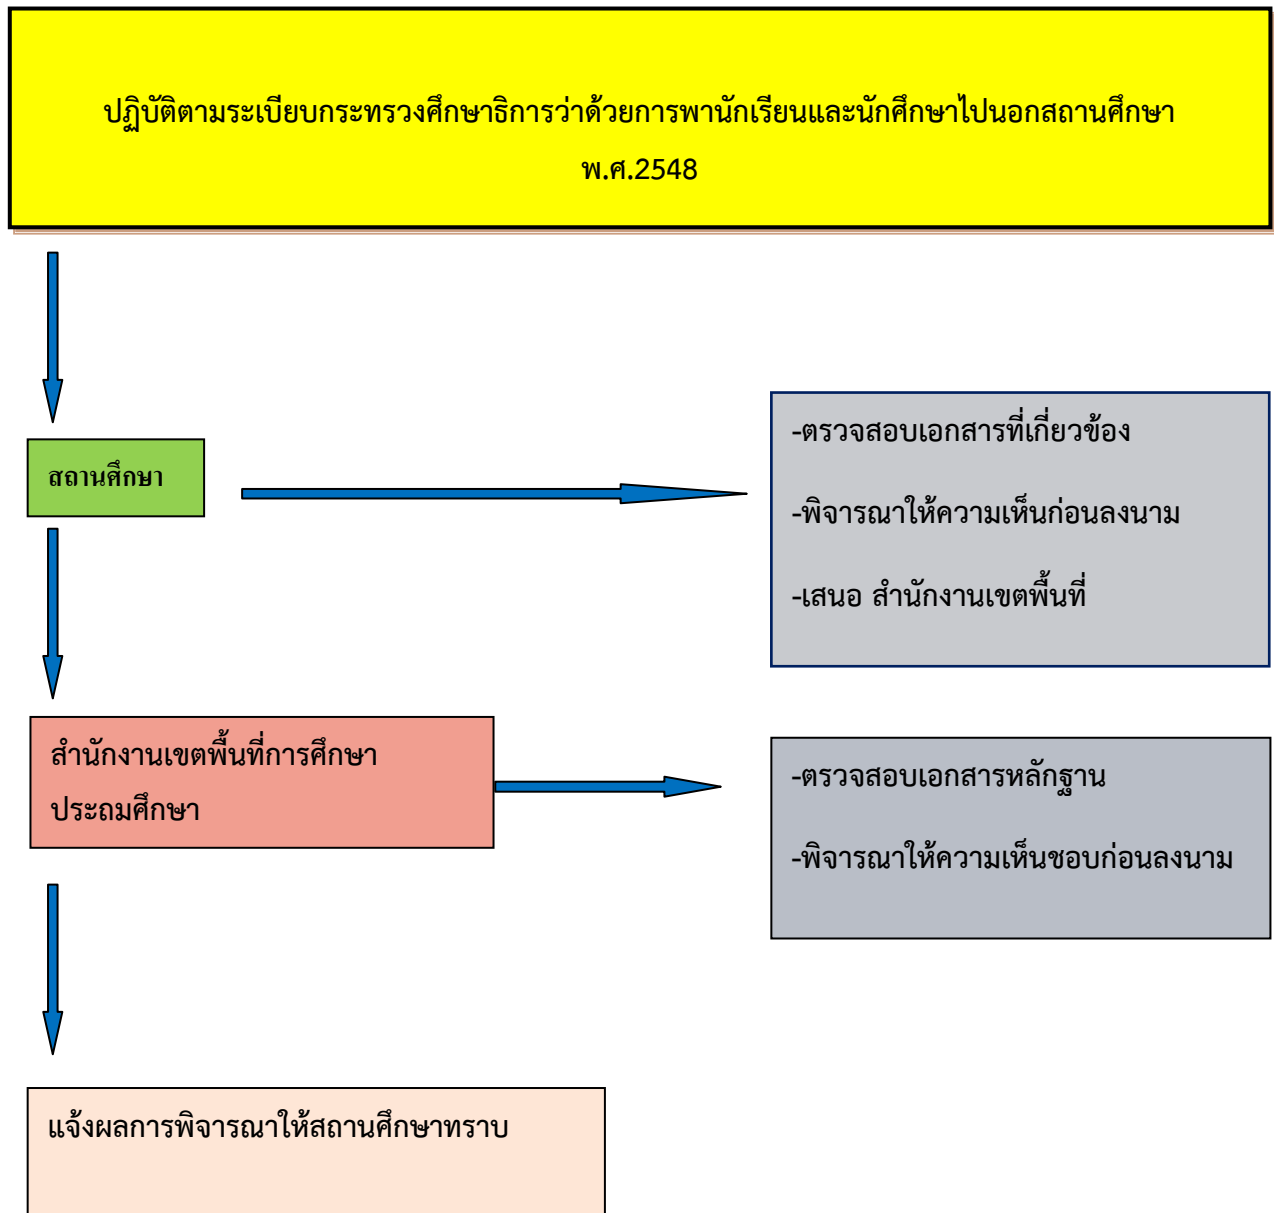 ปฏิบัติตามระเบียบกระทรวงศึกษาธิการว่าด้วยการพานักเรียนและนักศึกษาไปนอกสถานศึกษา
พ.ศ.2548
สถานศึกษา
-ตรวจสอบเอกสารที่เกี่ยวข้อง
-พิจารณาให้ความเห็นก่อนลงนาม
-เสนอ สำนักงานเขตพื้นที่
สำนักงานเขตพื้นที่การศึกษา
ประถมศึกษา
-ตรวจสอบเอกสารหลักฐาน
-พิจารณาให้ความเห็นชอบก่อนลงนาม
แจ้งผลการพิจารณาให้สถานศึกษาทราบ